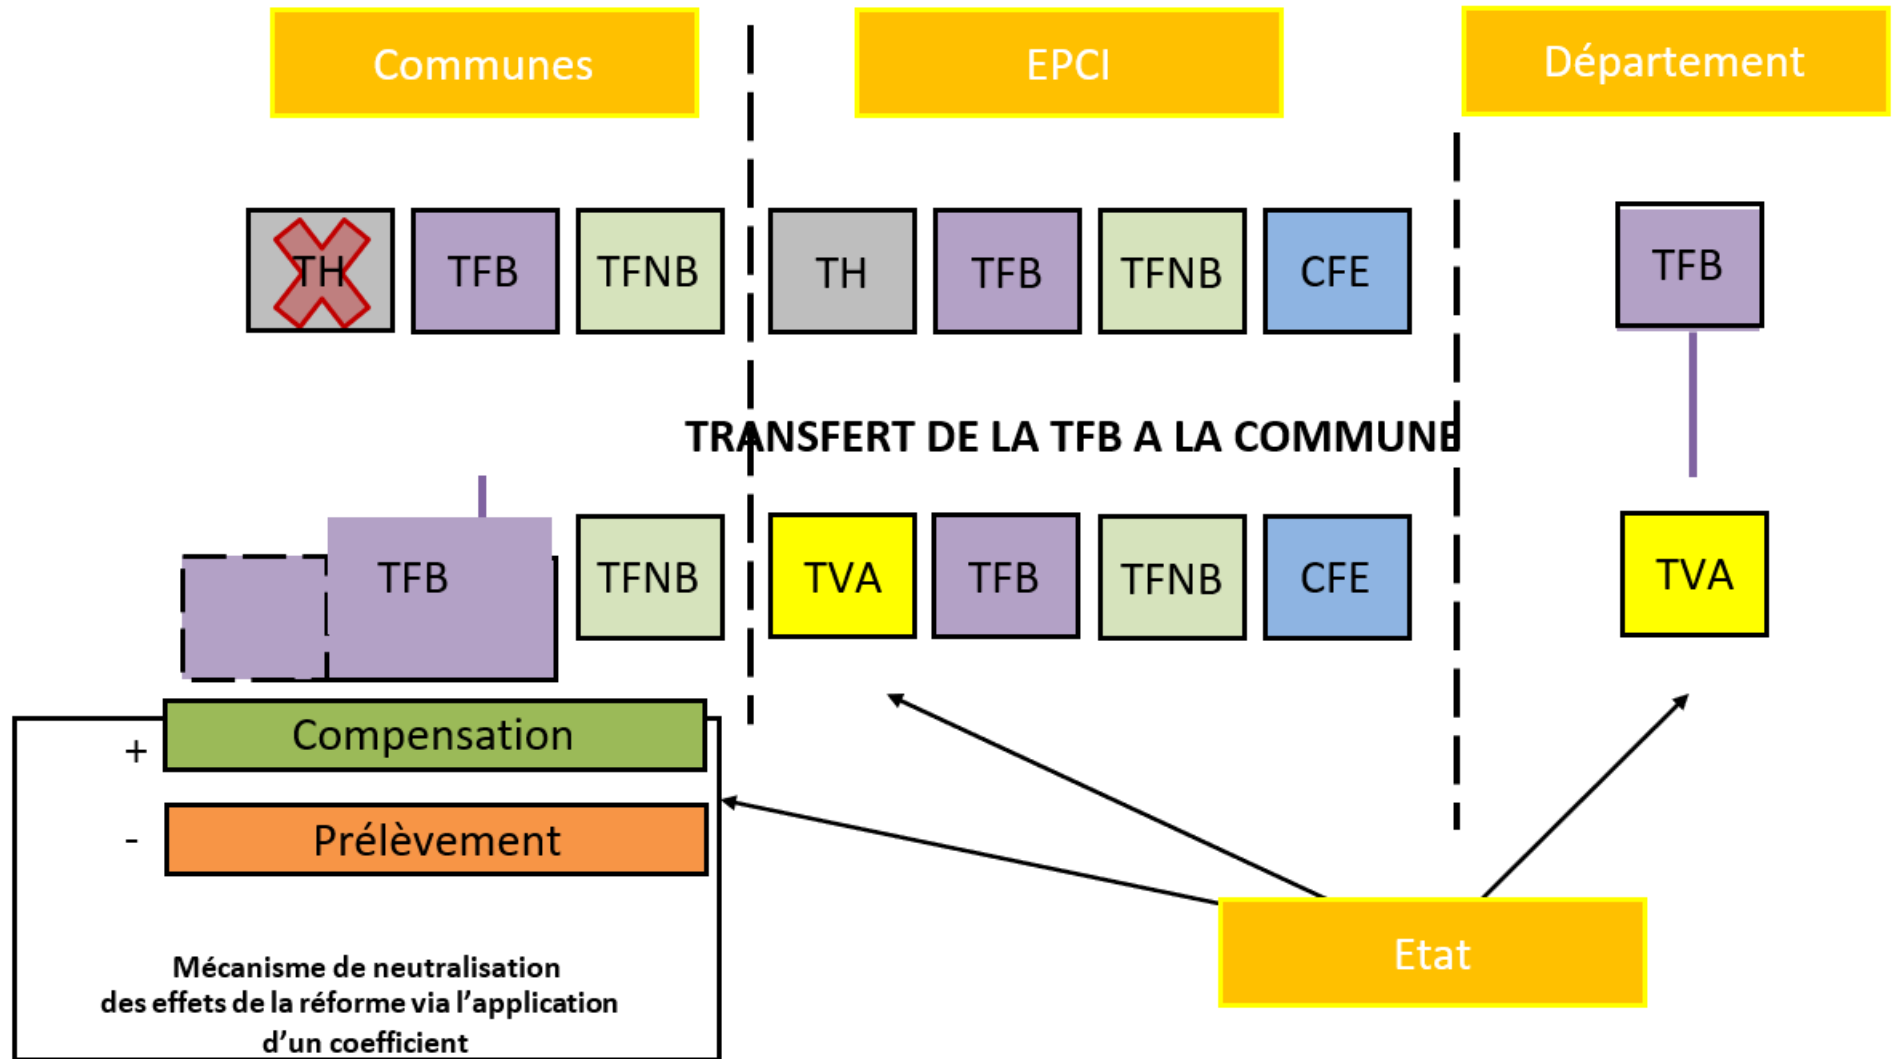 Communes
EPCI
Département
TH
TFB
TFNB
TH
TFB
TFNB
CFE
TFB
TRANSFERT DE LA TFB A LA COMMUNE
TFB
TFNB
TVA
TFB
TFNB
CFE
TVA
+
Compensation
-
Prélèvement
Etat
Mécanisme de neutralisation
des effets de la réforme via l'application
d'un coefficient